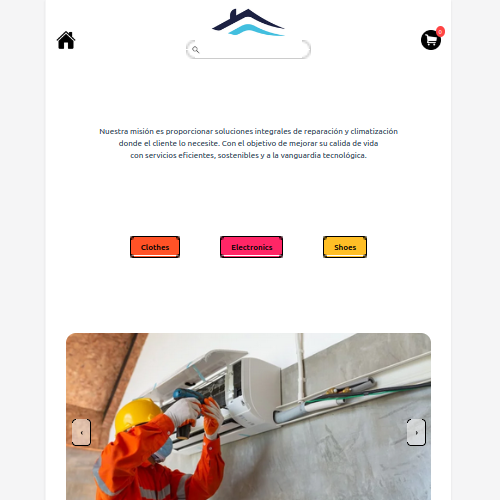 Nuestra misión es proporcionar soluciones integrales de reparación y climatización
donde el cliente lo necesite. Con el objetivo de mejorar su calida de vida
con servicios eficientes, sostenibles y a la vanguardia tecnológica.
Clothes Electronics Shoes